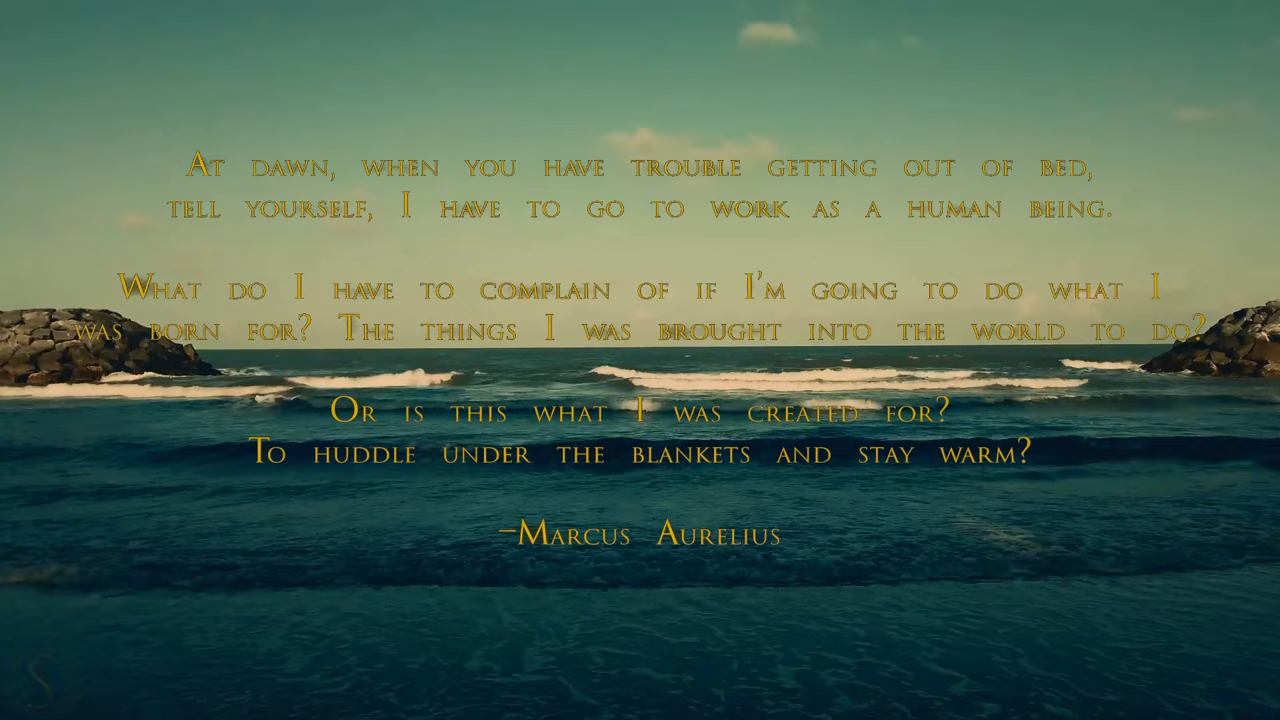 At dawn, when you have trouble getting out of bed,
tell yourself, I have to go to work as a human being.
What do I have to complain of if I'm going to do what I
was born for? The things I was brought into the world to do?
Or is this what I was created for?
To huddle under the blankets and stay warm?
–Marcus Aurelius